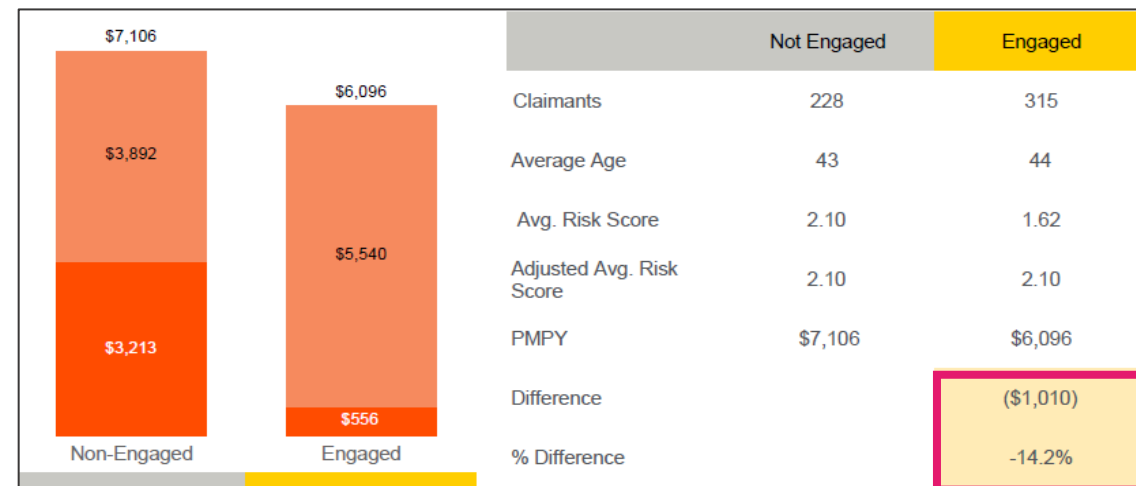 $7,106
$6,096
$3,892
$5,540
$3,213
$556
Non-Engaged Engaged
Not Engaged Engaged
Claimants 228 315
Average Age 43 44
Avg. Risk Score 2.10 1.62
Adjusted Avg. Risk
Score 2.10 2.10
PMPY $7,106 $6,096
Difference ($1,010)
% Difference -14.2%